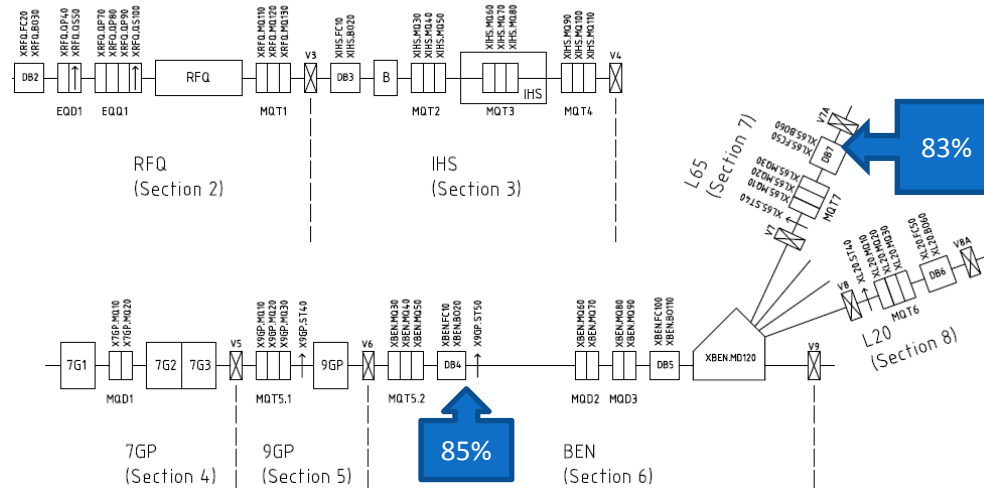 XRFQ.FC20
XRFQ.BO30
XRFQ.QP40
XRFQ.QS50
XRFQ.QP70
XRFQ.QP80
XRFQ.QP90
XRFQ.QS100
XRFQ.MQ110
XRFQ.MQ120
XRFQ.MQ130
V3
XIHS.FC10
XIHS.BO20
XIHS.MQ30
XIHS.MQ40
XIHS.MQ50
XIHS.MQ60
XIHS.MQ70
XIHS.MQ80
XIHS.MQ90
XIHS.MQ100
XIHS.MQ110
V4
DB2
RFQ
DB3
B
IHS
EQD1
EQQ1
MQT1
MQT2
MQT3
MQT4
RFQ
(Section 2)
IHS
(Section 3)
V7A
XL65.BO60
XL65.FC50
DB7
83%
XL65.MQ30
XL65.MQ20
XL65.MQ10
MQT7
XL65.ST40
V7
L65
(Section 7)
XL20.ST40
XL20.MQ10
XL20.MQ20
XL20.MQ30
XL20.FC50
XL20.BO60
V8A
V8
DB6
MQT6
L20
(Section 8)
X7GP.MQ10
X7GP.MQ20
V5
X9GP.MQ10
X9GP.MQ20
X9GP.MQ30
X9GP.ST40
V6
XBEN.MQ30
XBEN.MQ40
XBEN.MQ50
XBEN.FC10
XBEN.BO20
X9GP.ST50
XBEN.MQ60
XBEN.MQ70
XBEN.MQ80
XBEN.MQ90
XBEN.FC100
XBEN.BO110
V9
7G1
7G2
7G3
9GP
DB4
DB5
XBEN.MD120
MQD1
MQT5.1
MQT5.2
MQD2
MQD3
85%
7GP
(Section 4)
9GP
(Section 5)
BEN
(Section 6)